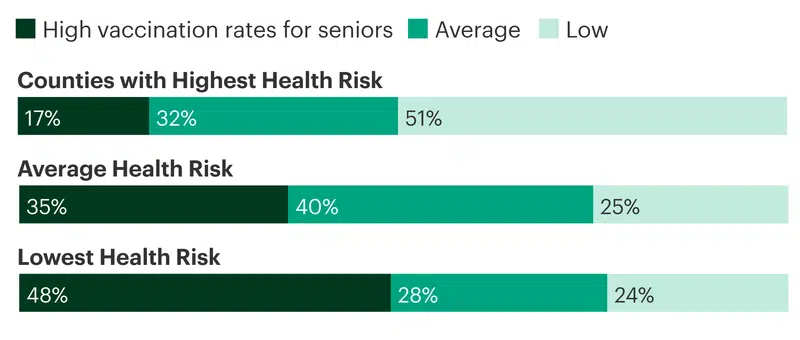 High vaccination rates for seniors Average Low
Counties with Highest Health Risk
17% 32% 51%
Average Health Risk
35% 40% 25%
Lowest Health Risk
48% 28% 24%